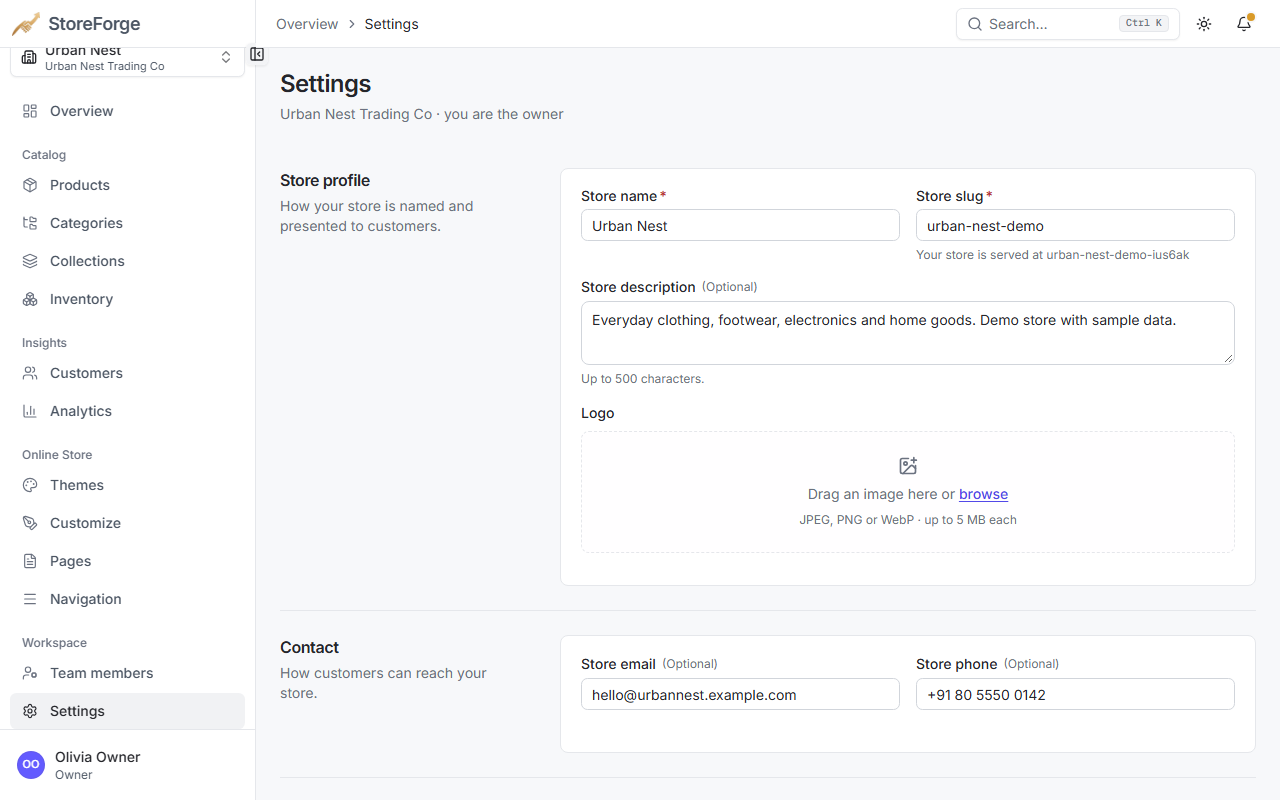 StoreForge
Overview > Settings
Search...
Ctrl K
Urban Nest
Urban Nest Trading Co
Overview
Catalog
Products
Categories
Collections
Inventory
Insights
Customers
Analytics
Online Store
Themes
Customize
Pages
Navigation
Workspace
Team members
Settings
OO
Olivia Owner
Owner
Settings
Urban Nest Trading Co · you are the owner
Store profile
How your store is named and
presented to customers.
Store name *
Urban Nest
Store slug *
urban-nest-demo
Your store is served at urban-nest-demo-ius6ak
Store description (Optional)
Everyday clothing, footwear, electronics and home goods. Demo store with sample data.
Up to 500 characters.
Logo
Drag an image here or browse
JPEG, PNG or WebP · up to 5 MB each
Contact
How customers can reach your
store.
Store email (Optional)
hello@urbannest.example.com
Store phone (Optional)
+91 80 5550 0142